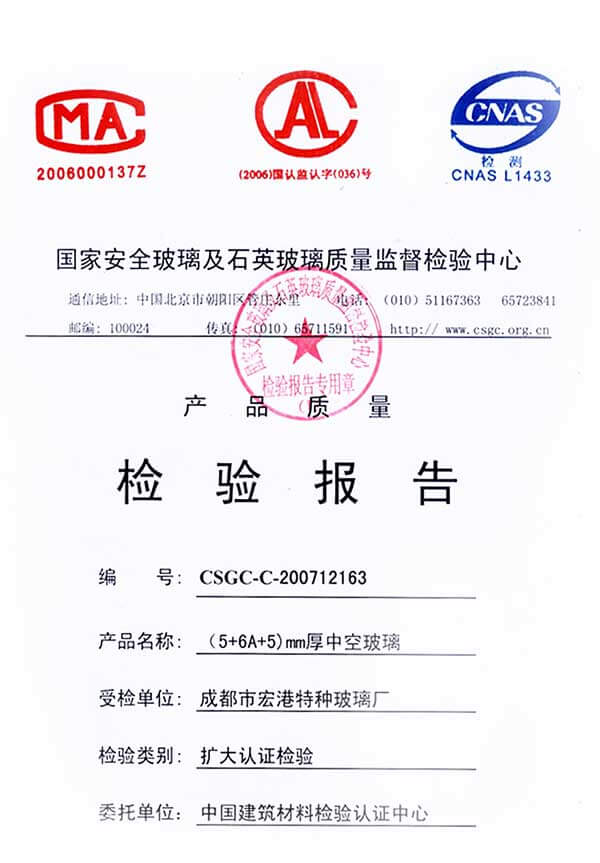 MA
2006000137Z
CAL
(2006)国认监认字(036)号
CNAS
检 测
CNAS L1433
国家安全玻璃及石英玻璃质量监督检验中心
通信地址: 中国北京市朝阳区管庄东里 电话: (010) 51167363 65723841
邮编: 100024 传真: (010) 65711591 http:// www.csgc.org.cn
国家安全玻璃及石英玻璃质量监督检验中心
检验报告专用章
产 品 质 量
检 验 报 告
编 号: CSGC-C-200712163
产品名称: (5+6A+5)mm厚中空玻璃
受检单位: 成都市宏港特种玻璃厂
检验类别: 扩大认证检验
委托单位: 中国建筑材料检验认证中心